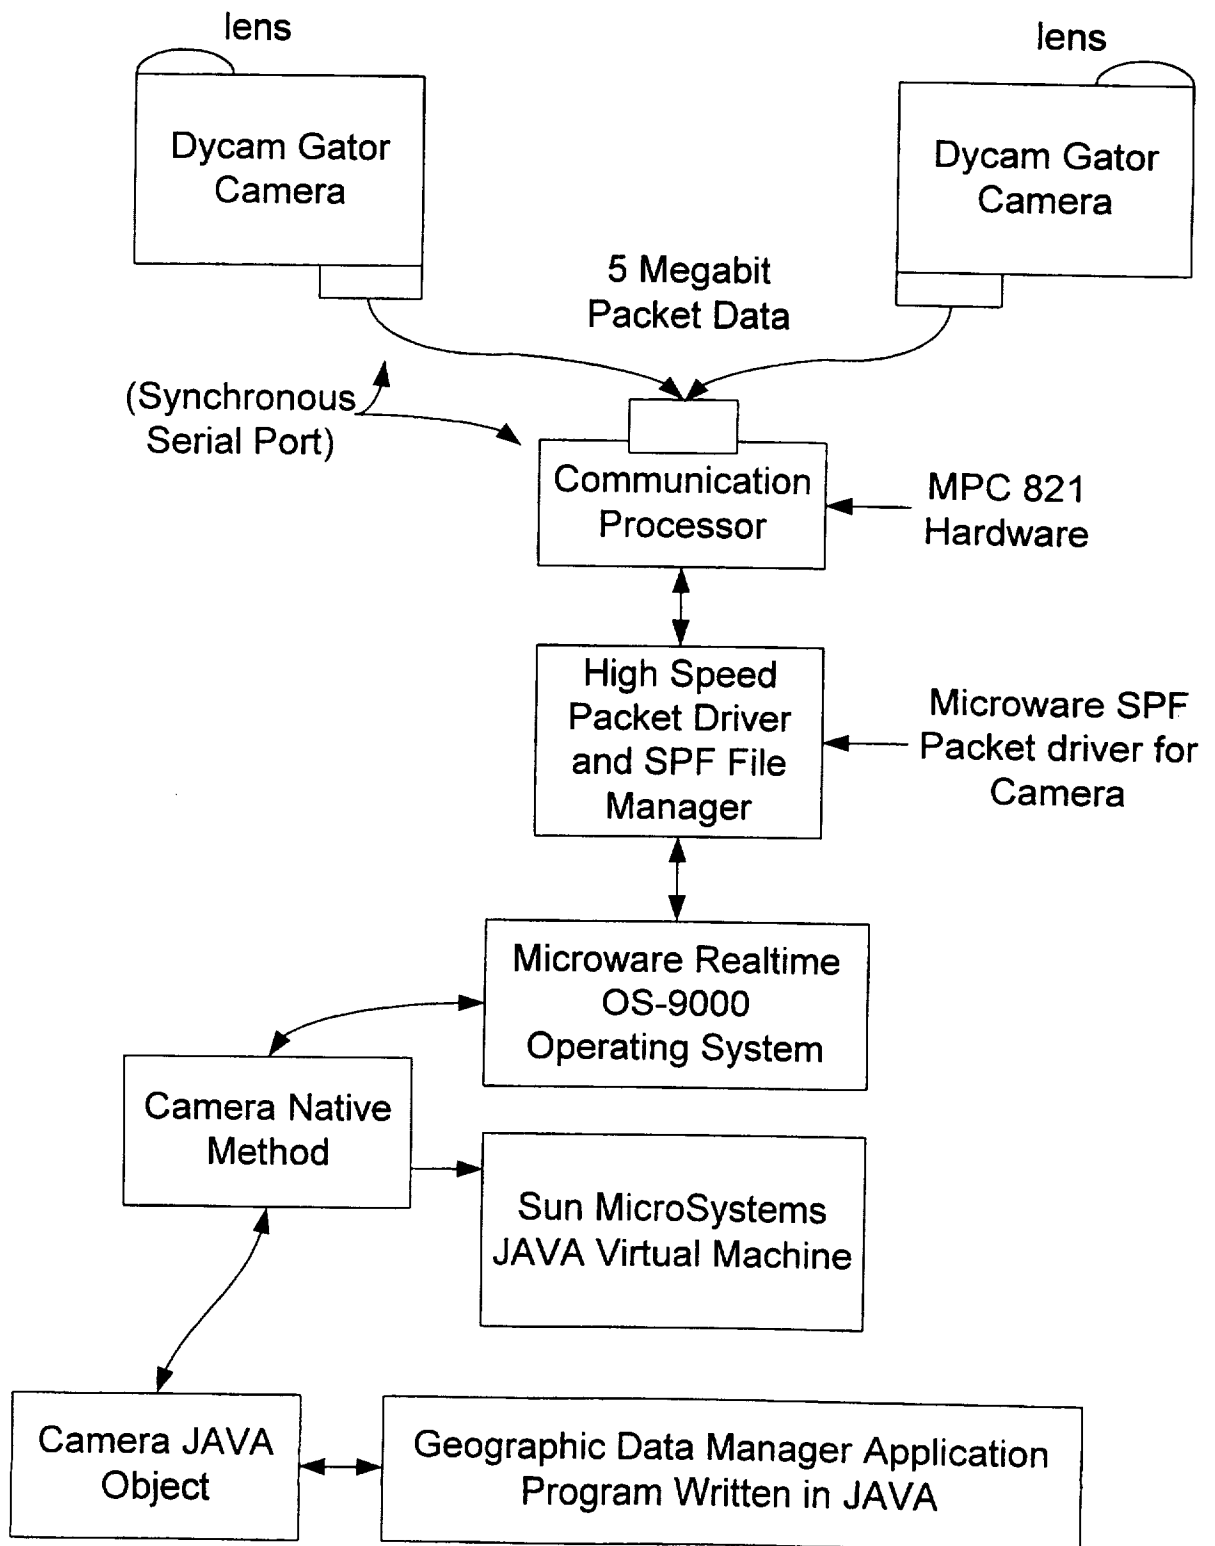 lens
lens
Dycam Gator
Camera
Dycam Gator
Camera
5 Megabit
Packet Data
(Synchronous
Serial Port)
Communication
Processor
MPC 821
Hardware
High Speed
Packet Driver
and SPF File
Manager
Microware SPF
Packet driver for
Camera
Microware Realtime
OS-9000
Operating System
Camera Native
Method
Sun MicroSystems
JAVA Virtual Machine
Camera JAVA
Object
Geographic Data Manager Application
Program Written in JAVA